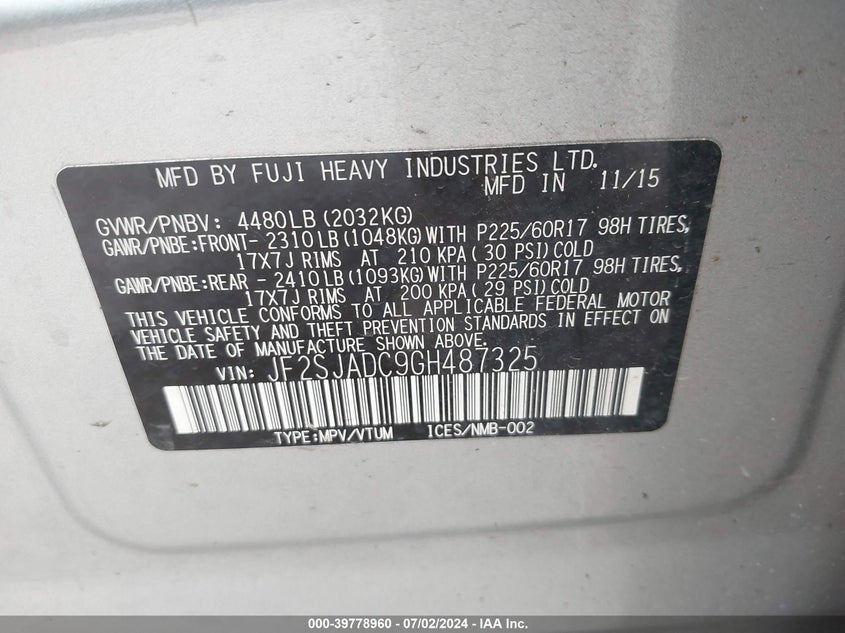 MFD BY FUJI HEAVY INDUSTRIES LTD.
MFD IN 11/15
GVWR/PNBV: 4480LB(2032KG)
GAWR/PNBE:FRONT-2310LB(1048KG)WITH P225/60R17 98H TIRES,
17X7J RIMS AT 210 KPA(30 PSI)COLD
GAWR/PNBE:REAR -2410LB(1093KG)WITH P225/60R17 98H TIRES,
17X7J RIMS AT 200 KPA(29 PSI)COLD
THIS VEHICLE CONFORMS TO ALL APPLICABLE FEDERAL MOTOR
VEHICLE SAFETY AND THEFT PREVENTION STANDARDS IN EFFECT ON
THE DATE OF MANUFACTURE SHOWN ABOVE.
VIN: JF2SJADC9GH487325
TYPE:MPV/VTUM ICES/NMB-002
000-39778960 - 07/02/2024 - © IAA Inc.